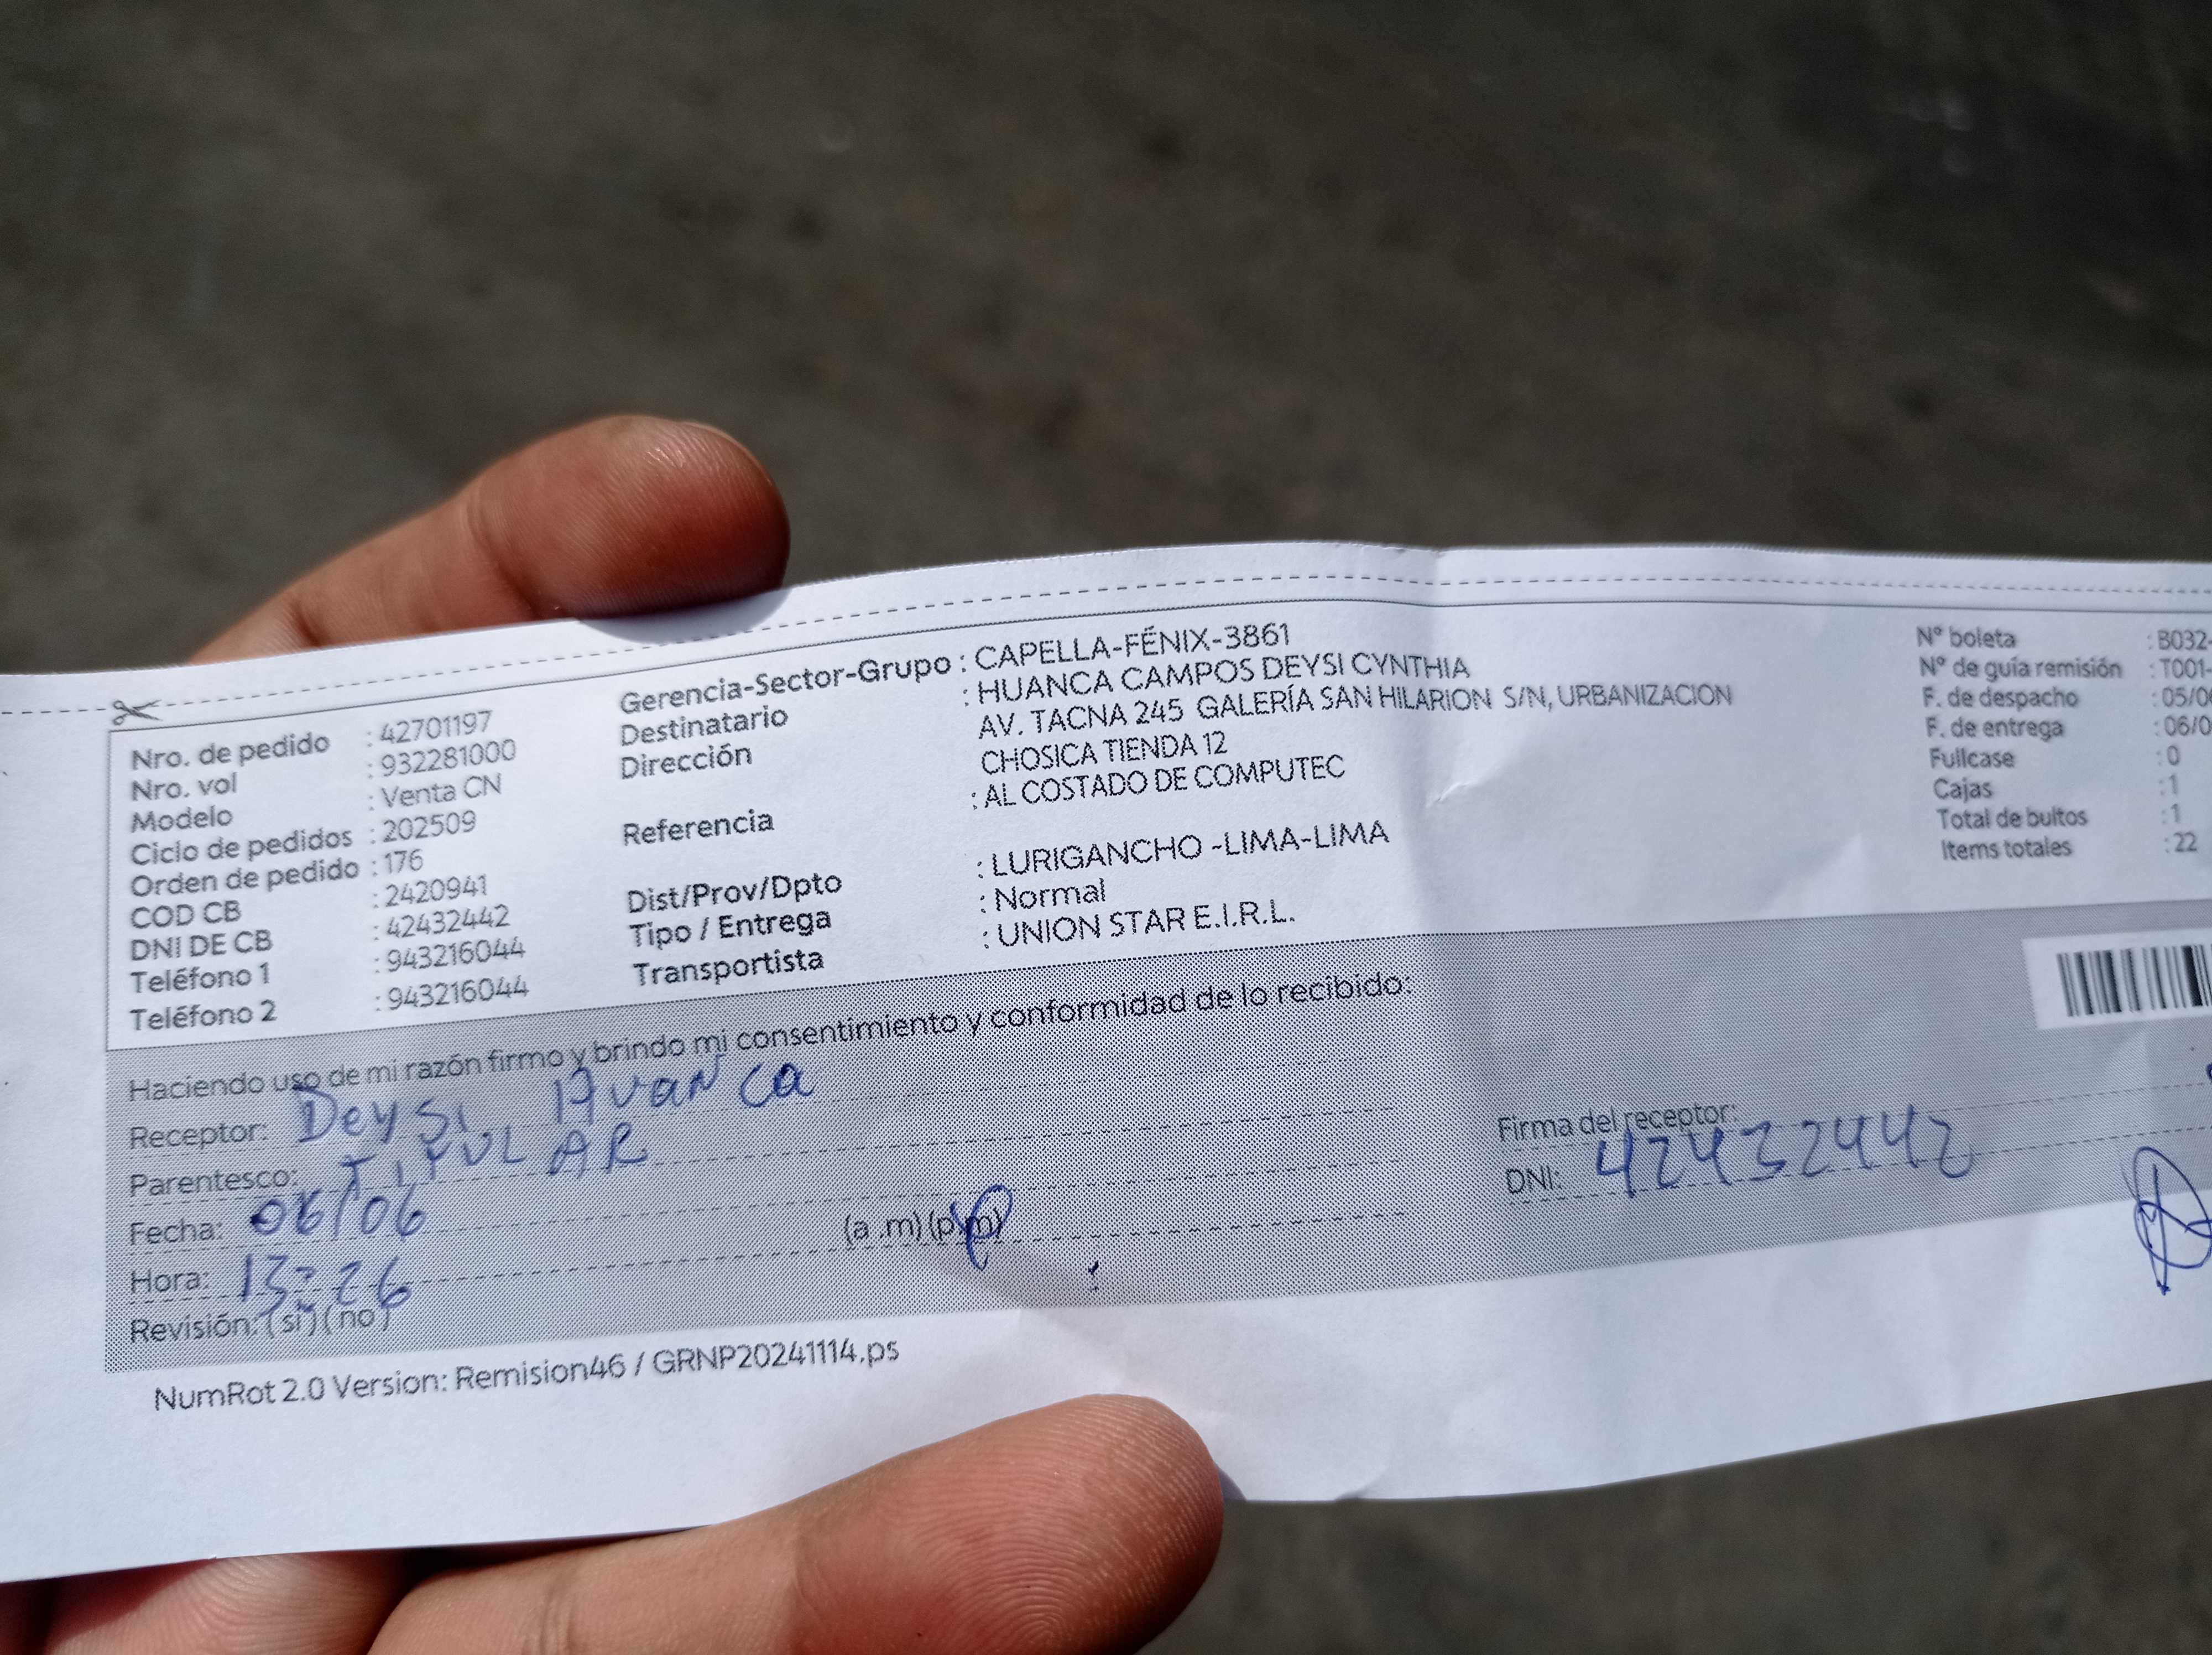 Nro. de pedido : 42701197
Nro. vol : 932281000
Modelo : Venta CN
Ciclo de pedidos : 202509
Orden de pedido : 176
COD CB : 2420941
DNI DE CB : 42432442
Teléfono 1 : 943216044
Teléfono 2 : 943216044
Gerencia-Sector-Grupo : CAPELLA-FÉNIX-3861
Destinatario : HUANCA CAMPOS DEYSI CYNTHIA
Dirección AV. TACNA 245 GALERÍA SAN HILARION S/N, URBANIZACION
CHOSICA TIENDA 12
Referencia : AL COSTADO DE COMPUTEC
Dist/Prov/Dpto : LURIGANCHO -LIMA-LIMA
Tipo / Entrega : Normal
Transportista : UNION STAR E.I.R.L.
N° boleta : B032-
N° de guía remisión : T001-
F. de despacho : 05/0
F. de entrega : 06/0
Fullcase : 0
Cajas : 1
Total de bultos : 1
Items totales : 22
Haciendo uso de mi razón firmo y brindo mi consentimiento y conformidad de lo recibido:
Receptor: Deysi Huanca
Parentesco: TITULAR
Fecha: 06/06
Hora: 13:26 (a .m) (p.m)
Revisión: (si) (no)
Firma del receptor:
DNI: 42432442
NumRot 2.0 Version: Remision46 / GRNP20241114.ps